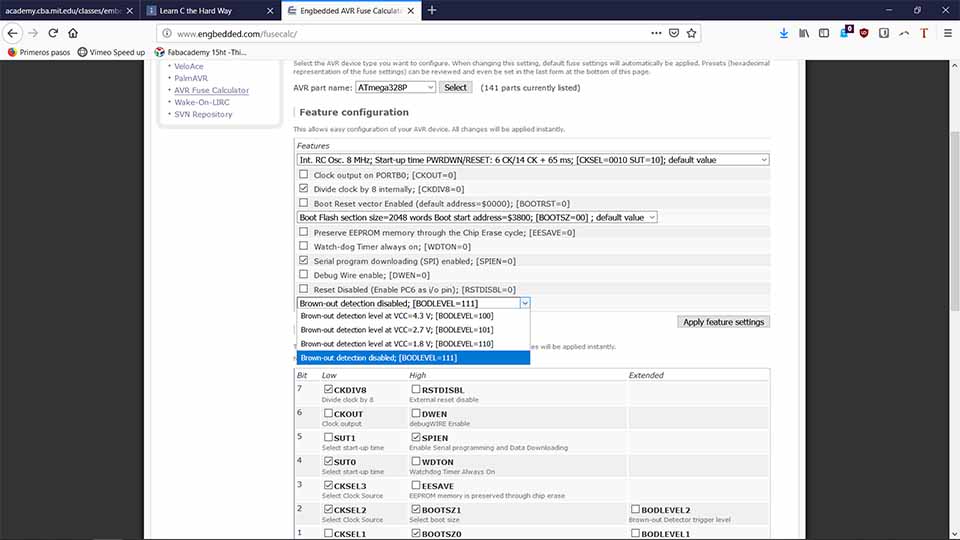 academy.cba.mit.edu/classes/embe
Learn C the Hard Way
Engbedded AVR Fuse Calculato
www.engbedded.com/fusecalc/
Primeros pasos
Vimeo Speed up
Fabacademy 15ht -Thi...
VeloAce
PalmAVR
AVR Fuse Calculator
Wake-On-LIRC
SVN Repository
Select the AVR device type you want to configure. When changing this setting, default fuse settings will automatically be applied. Presets (hexadecimal
representation of the fuse settings) can be reviewed and even be set in the last form at the bottom of this page.
AVR part name: ATmega328P Select (141 parts currently listed)
Feature configuration
This allows easy configuration of your AVR device. All changes will be applied instantly.
Features
Int. RC Osc. 8 MHz; Start-up time PWRDWN/RESET: 6 CK/14 CK + 65 ms; [CKSEL=0010 SUT=10]; default value
Clock output on PORTB0; [CKOUT=0]
Divide clock by 8 internally; [CKDIV8=0]
Boot Reset vector Enabled (default address=$0000); [BOOTRST=0]
Boot Flash section size=2048 words Boot start address=$3800; [BOOTSZ=00] ; default value
Preserve EEPROM memory through the Chip Erase cycle; [EESAVE=0]
Watch-dog Timer always on; [WDTON=0]
Serial program downloading (SPI) enabled; [SPIEN=0]
Debug Wire enable; [DWEN=0]
Reset Disabled (Enable PC6 as i/o pin); [RSTDISBL=0]
Brown-out detection disabled; [BODLEVEL=111]
Brown-out detection level at VCC=4.3 V; [BODLEVEL=100]
Apply feature settings
Brown-out detection level at VCC=2.7 V; [BODLEVEL=101]
Brown-out detection level at VCC=1.8 V; [BODLEVEL=110]
ges will be applied instantly.
Brown-out detection disabled; [BODLEVEL=111]
Bit Low High Extended
7 CKDIV8 RSTDISBL
Divide clock by 8 External reset disable
6 CKOUT DWEN
Clock output debugWIRE Enable
5 SUT1 SPIEN
Select start-up time Enable Serial programming and Data Downloading
4 SUT0 WDTON
Select start-up time Watchdog Timer Always On
3 CKSEL3 EESAVE
Select Clock Source EEPROM memory is preserved through chip erase
2 CKSEL2 BOOTSZ1 BODLEVEL2
Select Clock Source Select boot size Brown-out Detector trigger level
1 CKSEL1 BOOTSZ0 BODLEVEL1